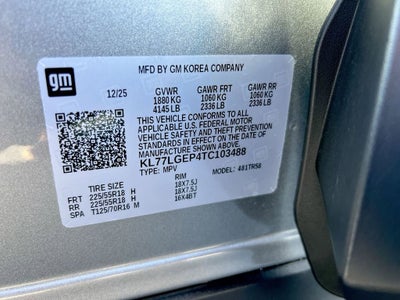 gm
MFD BY GM KOREA COMPANY
12/25 GVWR GAWR FRT GAWR RR
1880 KG 1060 KG 1060 KG
4145 LB 2336 LB 2336 LB
THIS VEHICLE CONFORMS TO ALL
APPLICABLE U.S. FEDERAL MOTOR
VEHICLE SAFETY AND THEFT PREVENTION
STANDARDS IN EFFECT ON THE DATE OF
MANUFACTURE SHOWN ABOVE.
KL77LGEP4TC103488
TYPE: MPV MODEL: 481TR58
TIRE SIZE RIM
FRT 225/55R18 H 18X7.5J
RR 225/55R18 H 18X7.5J
SPA T125/70R16 M 16X4BT